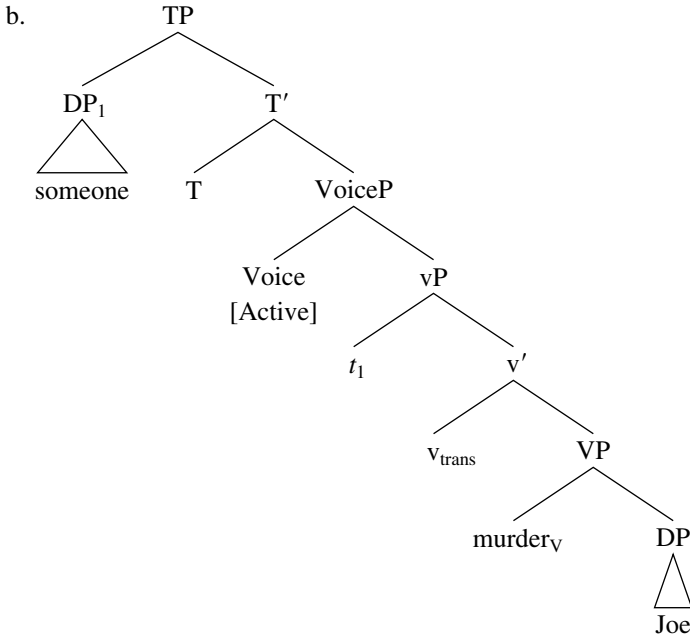 b. TP
DP1 T′
someone T VoiceP
Voice vP
[Active]
t1 v′
vtrans VP
murderV DP
Joe